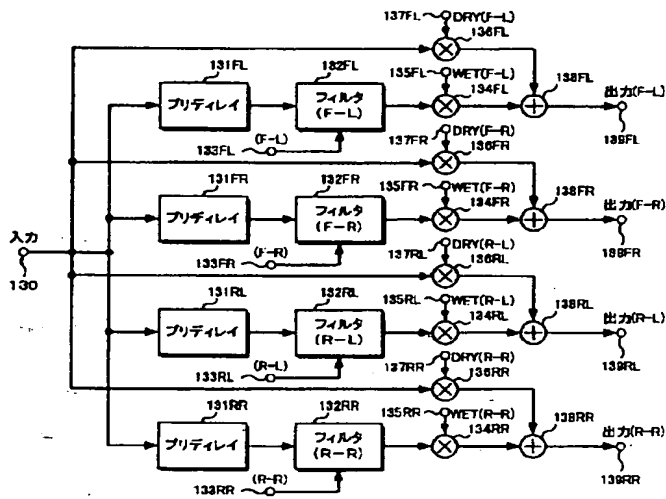 137FL DRY(F-L)
136FL
131FL
132FL
135FL WET(F-L)
134FL
138FL
出力(F-L)
プリディレイ
フィルタ
(F-L)
139FL
(F-L)
133FL
137FR DRY(F-R)
136FR
131FR
132FR
135FR WET(F-R)
134FR
138FR
出力(F-R)
プリディレイ
フィルタ
(F-R)
139FR
(F-R)
133FR
入力
130
137RL DRY(R-L)
136RL
131RL
132RL
135RL WET(R-L)
134RL
138RL
出力(R-L)
プリディレイ
フィルタ
(R-L)
139RL
(R-L)
133RL
137RR DRY(R-R)
136RR
131RR
132RR
135RR WET(R-R)
134RR
138RR
出力(R-R)
プリディレイ
フィルタ
(R-R)
139RR
(R-R)
133RR